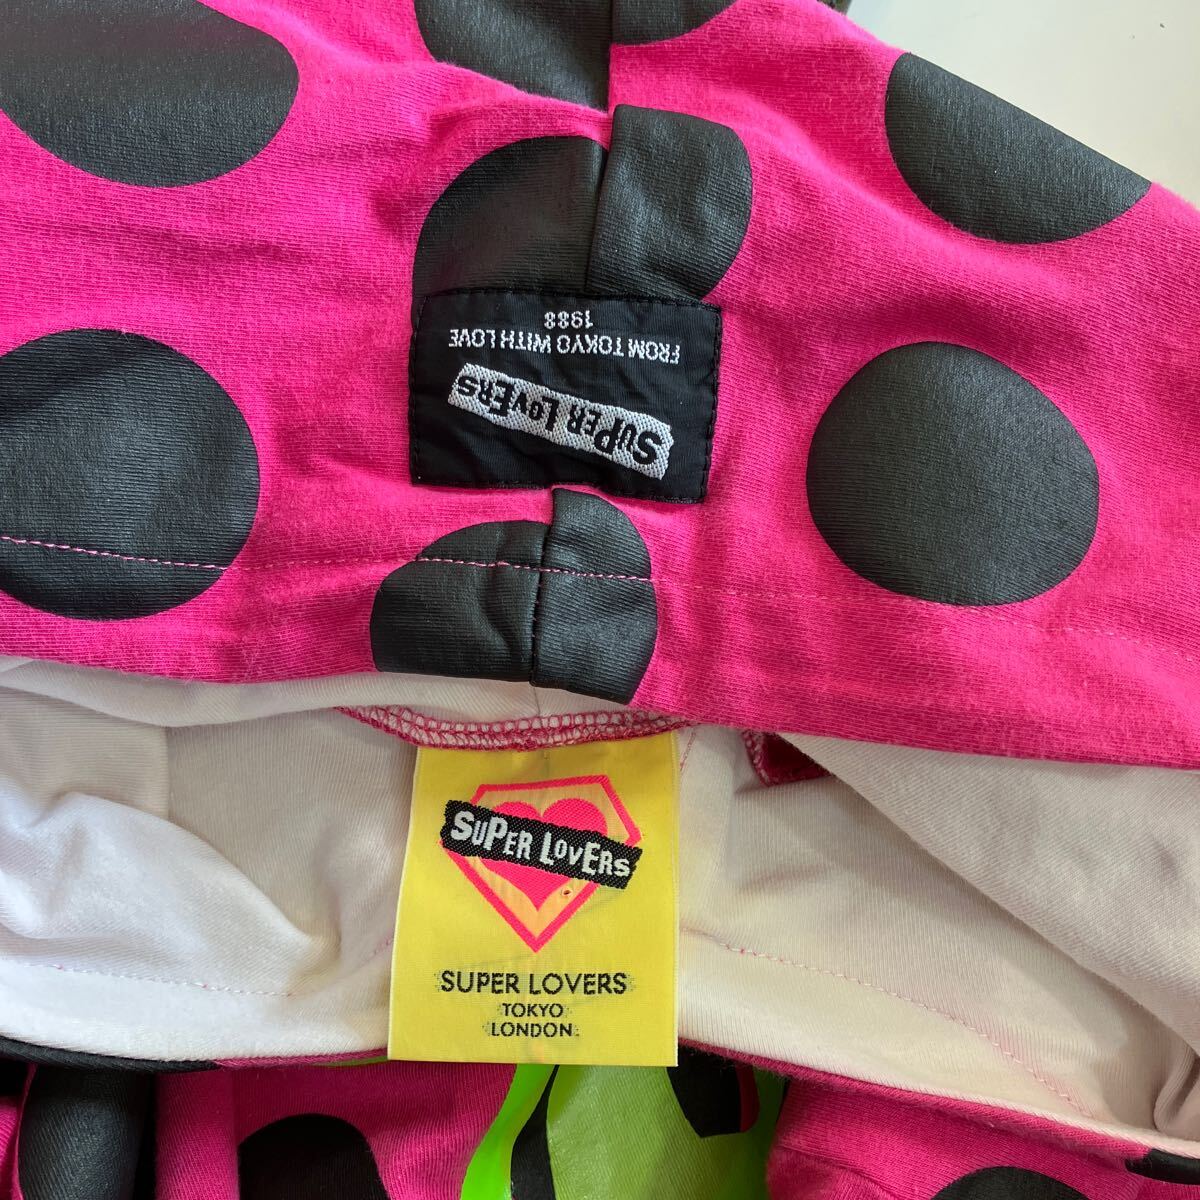 SUPER LOVERS
FROM TOKYO WITH LOVE
1988
SUPER LOVERS
SUPER LOVERS
TOKYO
LONDON